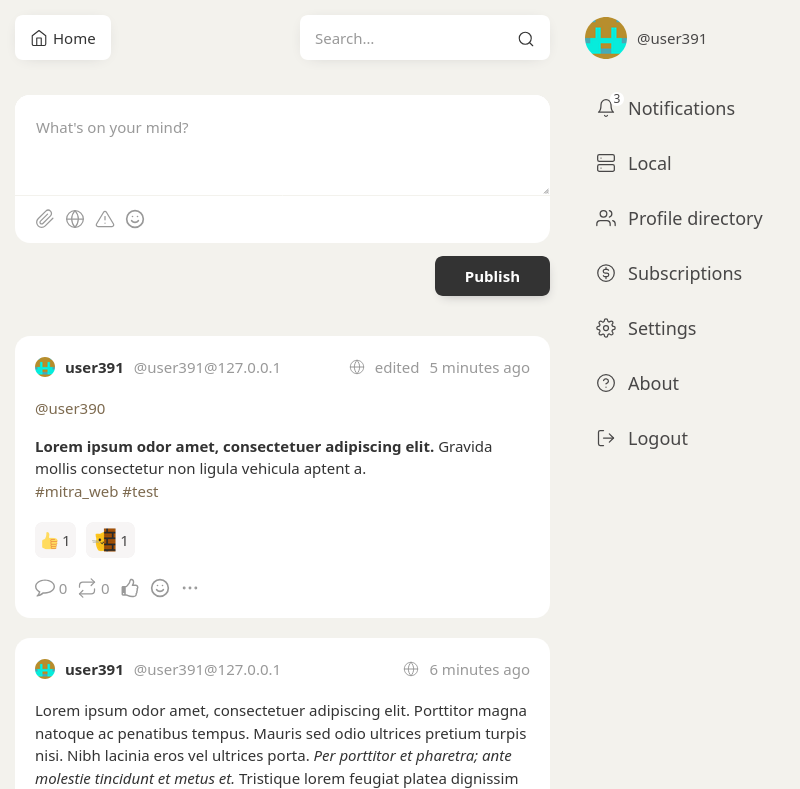 Home
Search...
@user391
What's on your mind?
Publish
3
Notifications
Local
Profile directory
Subscriptions
Settings
About
Logout
user391 @user391@127.0.0.1 edited 5 minutes ago
@user390
Lorem ipsum odor amet, consectetuer adipiscing elit. Gravida
mollis consectetur non ligula vehicula aptent a.
#mitra_web #test
1 1
0 0
user391 @user391@127.0.0.1 6 minutes ago
Lorem ipsum odor amet, consectetuer adipiscing elit. Porttitor magna
natoque ac penatibus tempus. Mauris sed odio ultrices pretium turpis
nisi. Nibh lacinia eros vel ultrices porta. Per porttitor et pharetra; ante
molestie tincidunt et metus et. Tristique lorem feugiat platea dignissim